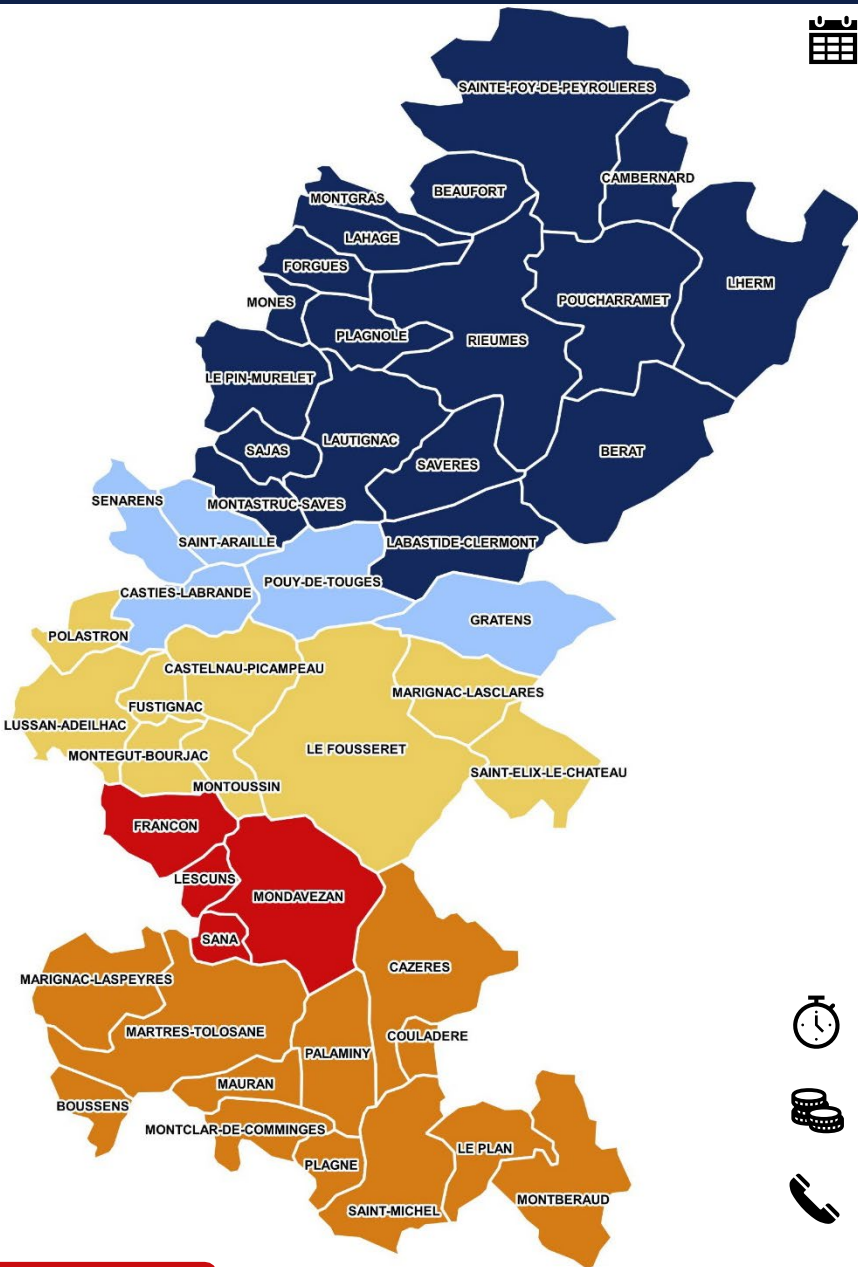 SAINTE-FOY-DE-PEYROLIERES
CAMBERNARD
BEAUFORT
MONTGRAS
LAHAGE
FORGUES
LHERM
MONES
POUCHARRAMET
PLAGNOLE
RIEUMES
LE PIN-MURELET
LAUTIGNAC
SAJAS
BERAT
SAVERES
SENARENS
MONTASTRUC-SAVES
SAINT-ARAILLE
LABASTIDE-CLERMONT
POUY-DE-TOUGES
CASTIES-LABRANDE
GRATENS
POLASTRON
CASTELNAU-PICAMPEAU
MARIGNAC-LASCLARES
FUSTIGNAC
LUSSAN-ADEILHAC
LE FOUSSERET
MONTEGUT-BOURJAC
SAINT-ELIX-LE-CHATEAU
MONTOUSSIN
FRANCON
LESCUNS
MONDAVEZAN
SANA
CAZERES
MARIGNAC-LASPEYRES
MARTRES-TOLOSANE
COULADERE
PALAMINY
MAURAN
BOUSSENS
MONTCLAR-DE-COMMINGES
LE PLAN
PLAGNE
MONTBERAUD
SAINT-MICHEL